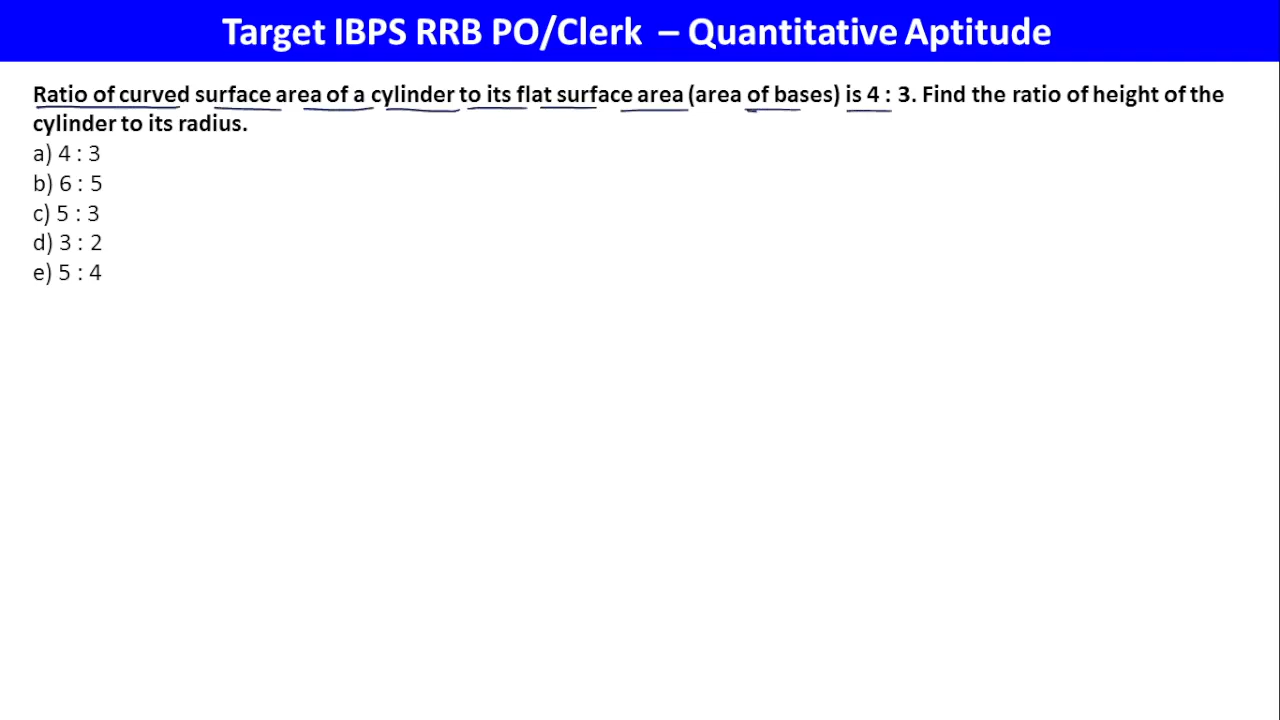 Target IBPS RRB PO/Clerk – Quantitative Aptitude
Ratio of curved surface area of a cylinder to its flat surface area (area of bases) is 4 : 3. Find the ratio of height of the
cylinder to its radius.
a) 4 : 3
b) 6 : 5
c) 5 : 3
d) 3 : 2
e) 5 : 4